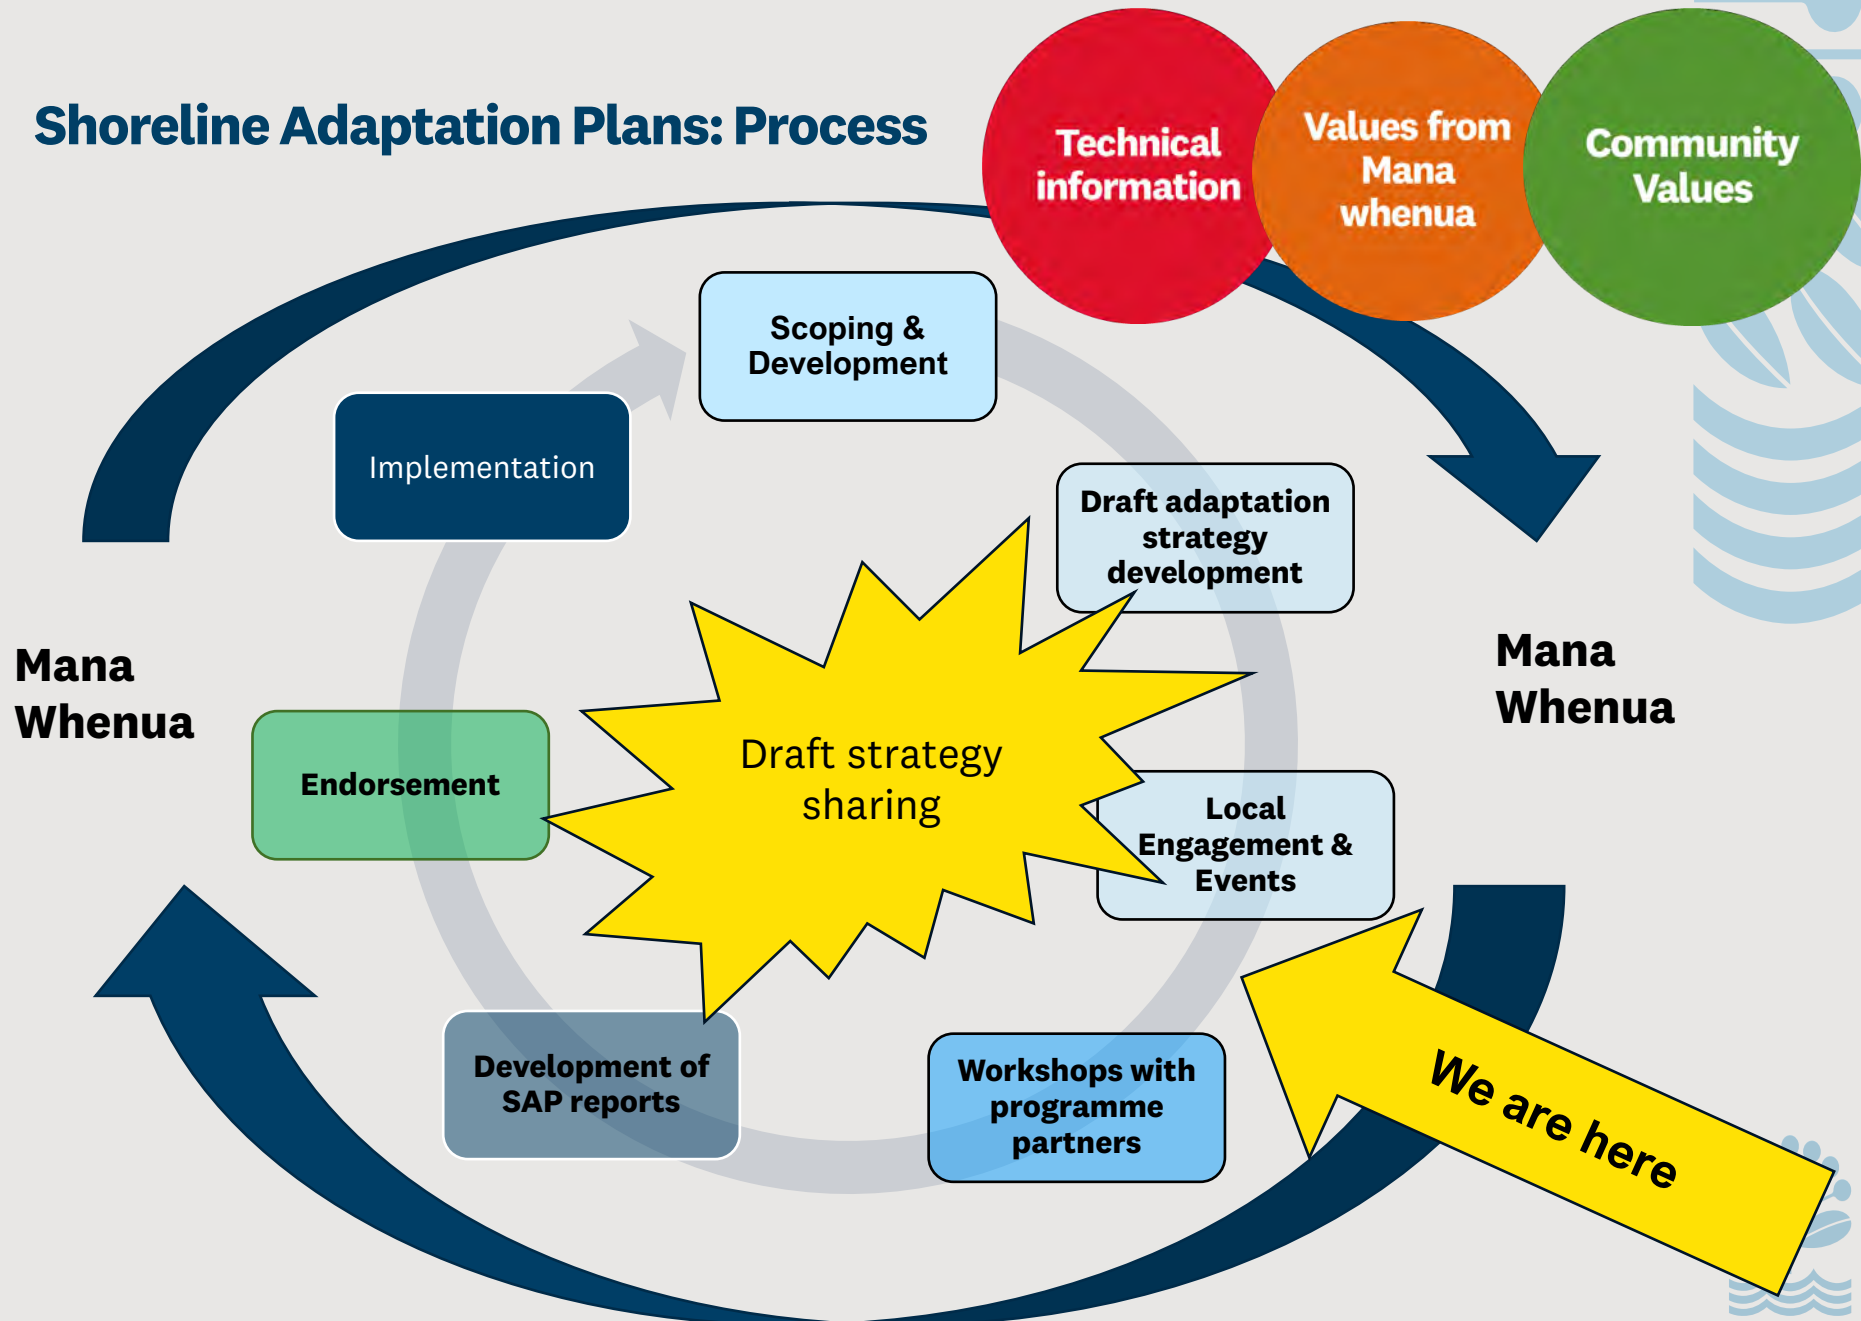 Shoreline Adaptation Plans: Process
Technical
information
Values from
Mana
whenua
Community
Values
Scoping &
Development
Implementation
Draft adaptation
strategy
development
Mana
Whenua
Mana
Whenua
Draft strategy
sharing
Endorsement
Local
Engagement &
Events
Development of
SAP reports
Workshops with
programme
partners
We are here